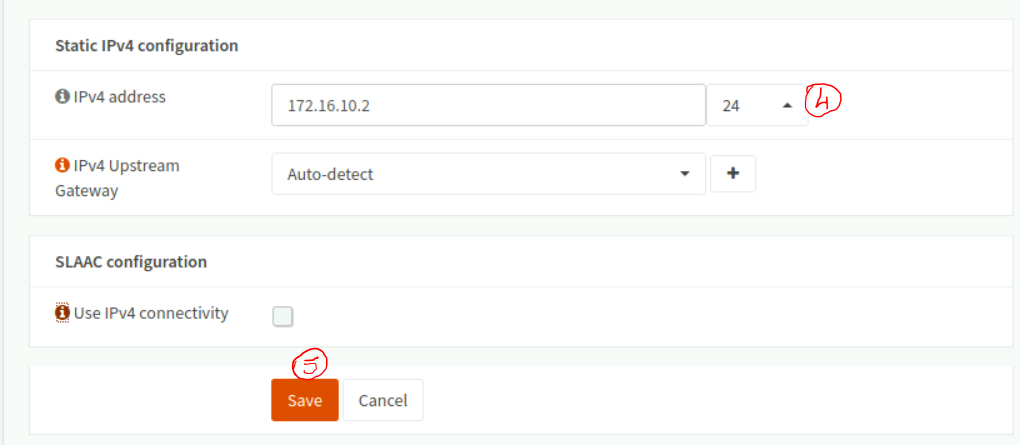 Static IPv4 configuration
IPv4 address
172.16.10.2
24
4
IPv4 Upstream
Gateway
Auto-detect
SLAAC configuration
Use IPv4 connectivity
5
Save
Cancel